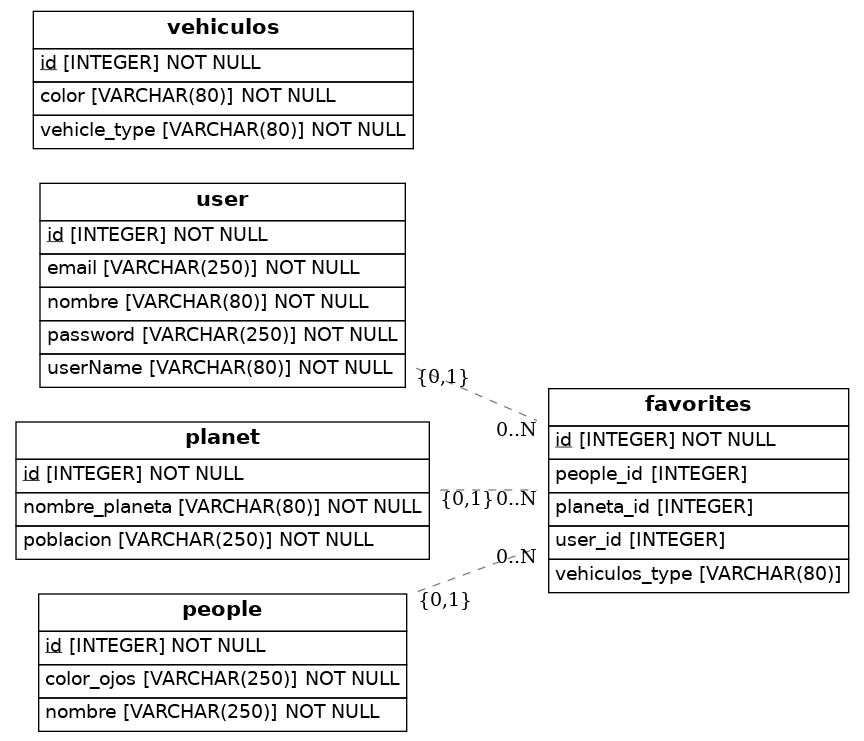 vehiculos
id [INTEGER] NOT NULL
color [VARCHAR(80)] NOT NULL
vehicle_type [VARCHAR(80)] NOT NULL
user
id [INTEGER] NOT NULL
email [VARCHAR(250)] NOT NULL
nombre [VARCHAR(80)] NOT NULL
password [VARCHAR(250)] NOT NULL
userName [VARCHAR(80)] NOT NULL
{0,1}
0..N
planet
id [INTEGER] NOT NULL
nombre_planeta [VARCHAR(80)] NOT NULL
poblacion [VARCHAR(250)] NOT NULL
{0,1}
0..N
people
id [INTEGER] NOT NULL
color_ojos [VARCHAR(250)] NOT NULL
nombre [VARCHAR(250)] NOT NULL
{0,1}
0..N
favorites
id [INTEGER] NOT NULL
people_id [INTEGER]
planeta_id [INTEGER]
user_id [INTEGER]
vehiculos_type [VARCHAR(80)]